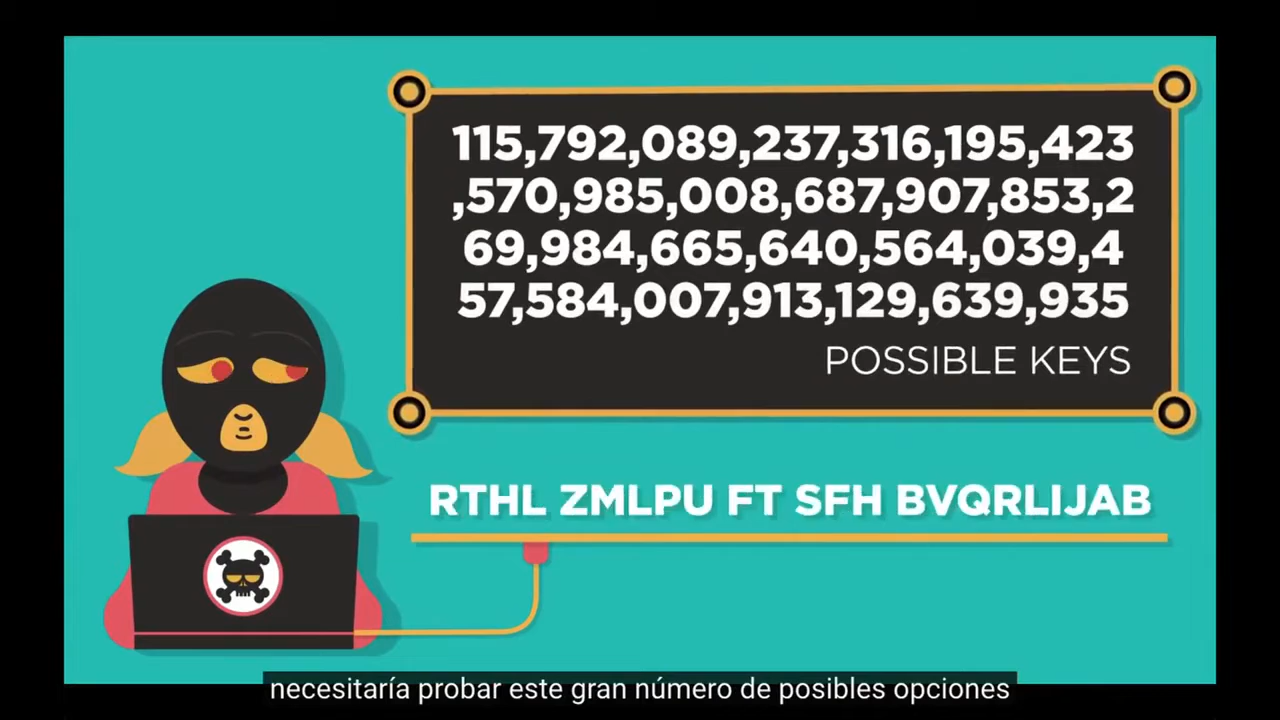 115,792,089,237,316,195,423
,570,985,008,687,907,853,2
69,984,665,640,564,039,4
57,584,007,913,129,639,935
POSSIBLE KEYS
RTHL ZMLPU FT SFH BVQRLIJAB
necesitaría probar este gran número de posibles opciones